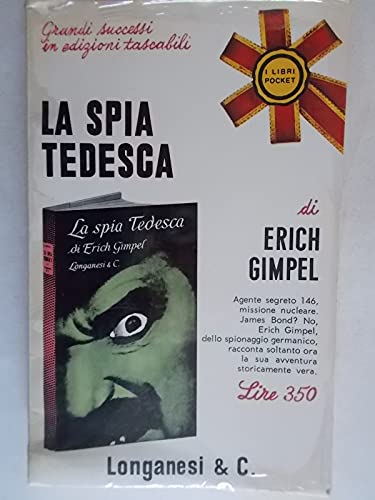 Grandi successi
in edizioni tascabili
I LIBRI
POCKET
LA SPIA
TEDESCA
di
ERICH
GIMPEL
La spia Tedesca
di Erich Gimpel
Longanesi & C.
Agente segreto 146,
missione nucleare.
James Bond? No,
Erich Gimpel,
dello spionaggio germanico,
racconta soltanto ora
la sua avventura
storicamente vera.
Lire 350
Longanesi & C.